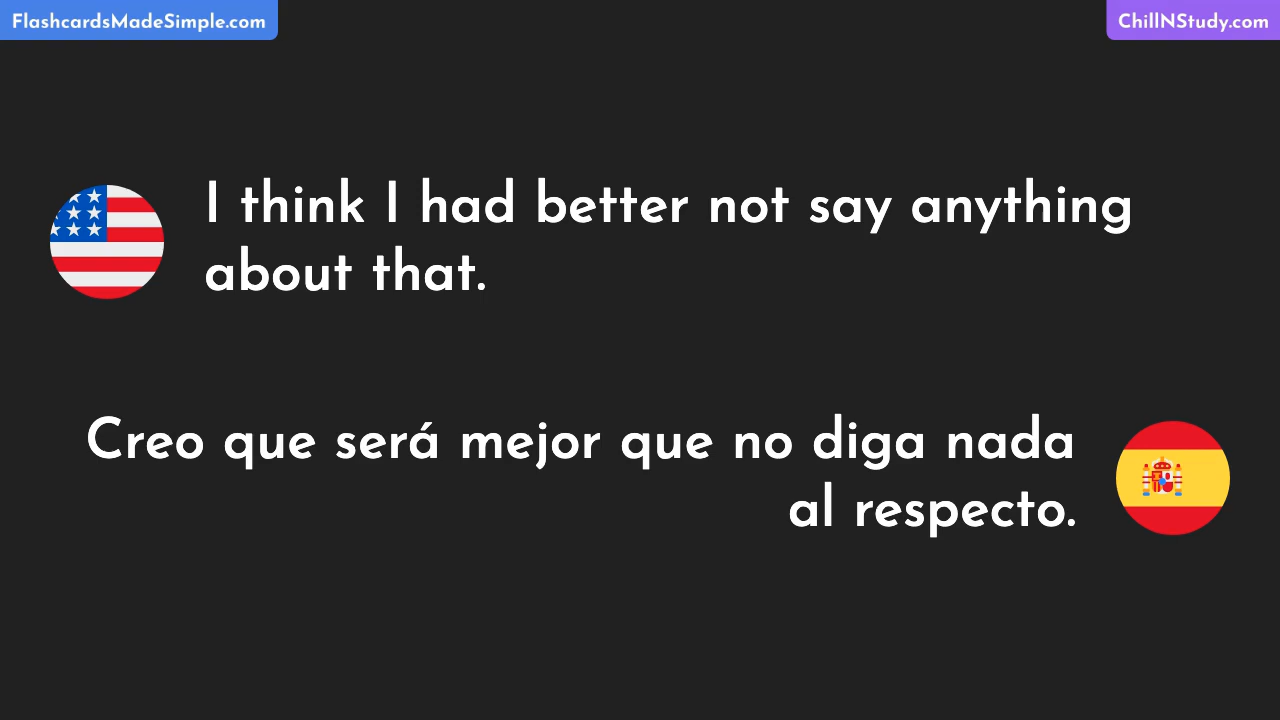 FlashcardsMadeSimple.com
ChillNStudy.com
I think I had better not say anything
about that.
Creo que será mejor que no diga nada
al respecto.